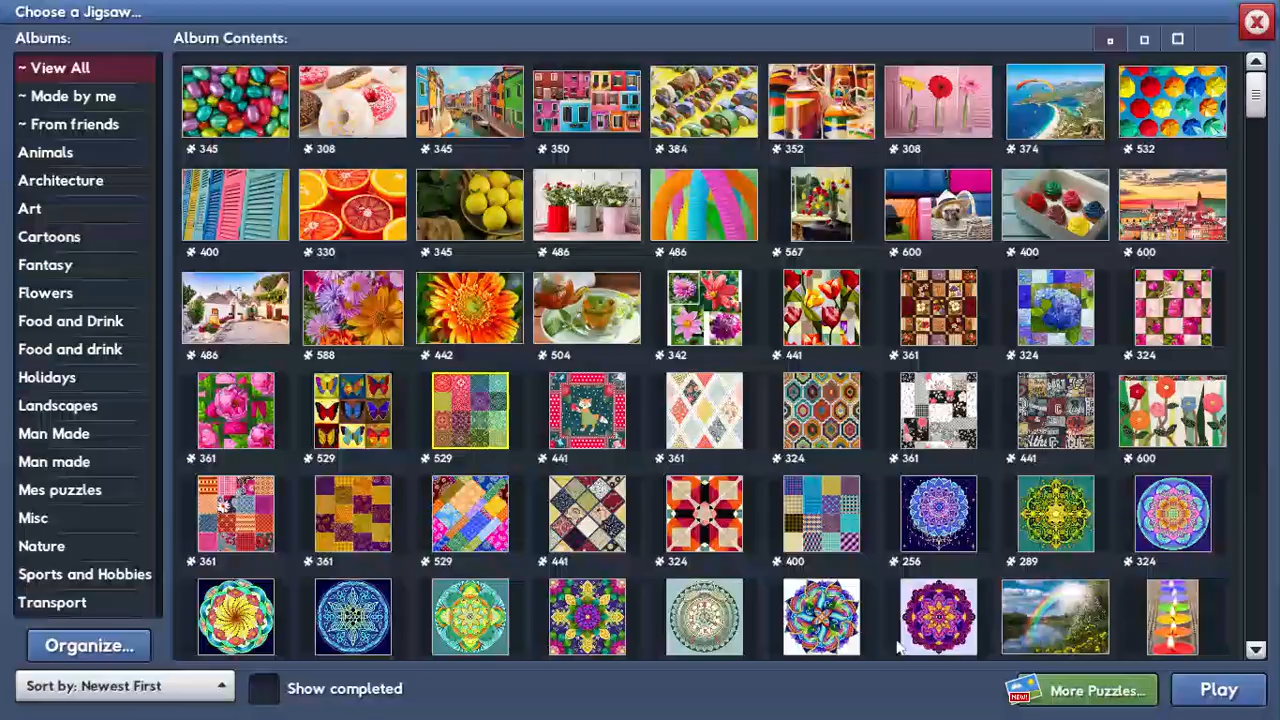 Choose a Jigsaw...
Albums:
Album Contents:
~ View All
~ Made by me
~ From friends
Animals
Architecture
Art
Cartoons
Fantasy
Flowers
Food and Drink
Food and drink
Holidays
Landscapes
Man Made
Man made
Mes puzzles
Misc
Nature
Sports and Hobbies
Transport
345 308 345 350 384 352 308 374 532
400 330 345 486 486 567 600 400 600
486 588 442 504 342 441 361 324 324
361 529 529 441 361 324 361 441 600
361 361 529 441 324 400 256 289 324
Organize...
Sort by: Newest First
Show completed
NEW!
More Puzzles...
Play